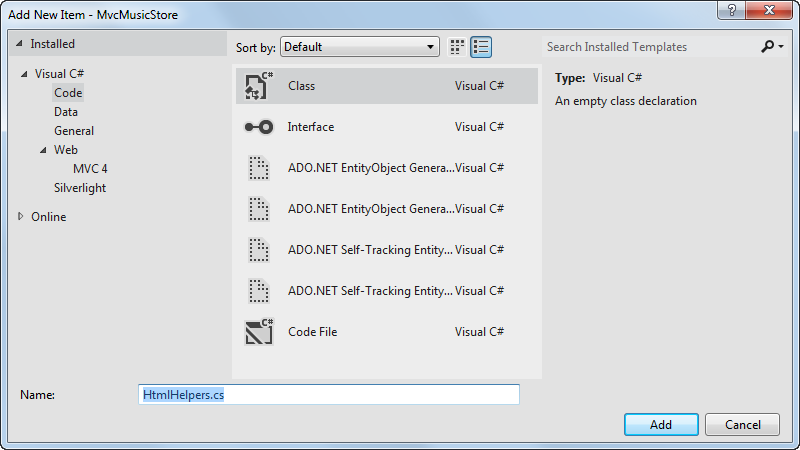 Add New Item - MvcMusicStore
Installed
Sort by: Default
Search Installed Templates
Visual C#
Code
Data
General
Web
MVC 4
Silverlight
Online
C# Class Visual C#
Interface Visual C#
ADO.NET EntityObject Genera... Visual C#
ADO.NET EntityObject Genera... Visual C#
ADO.NET Self-Tracking Entity... Visual C#
ADO.NET Self-Tracking Entity... Visual C#
C# Code File Visual C#
Type: Visual C#
An empty class declaration
Name: HtmlHelpers.cs
Add Cancel